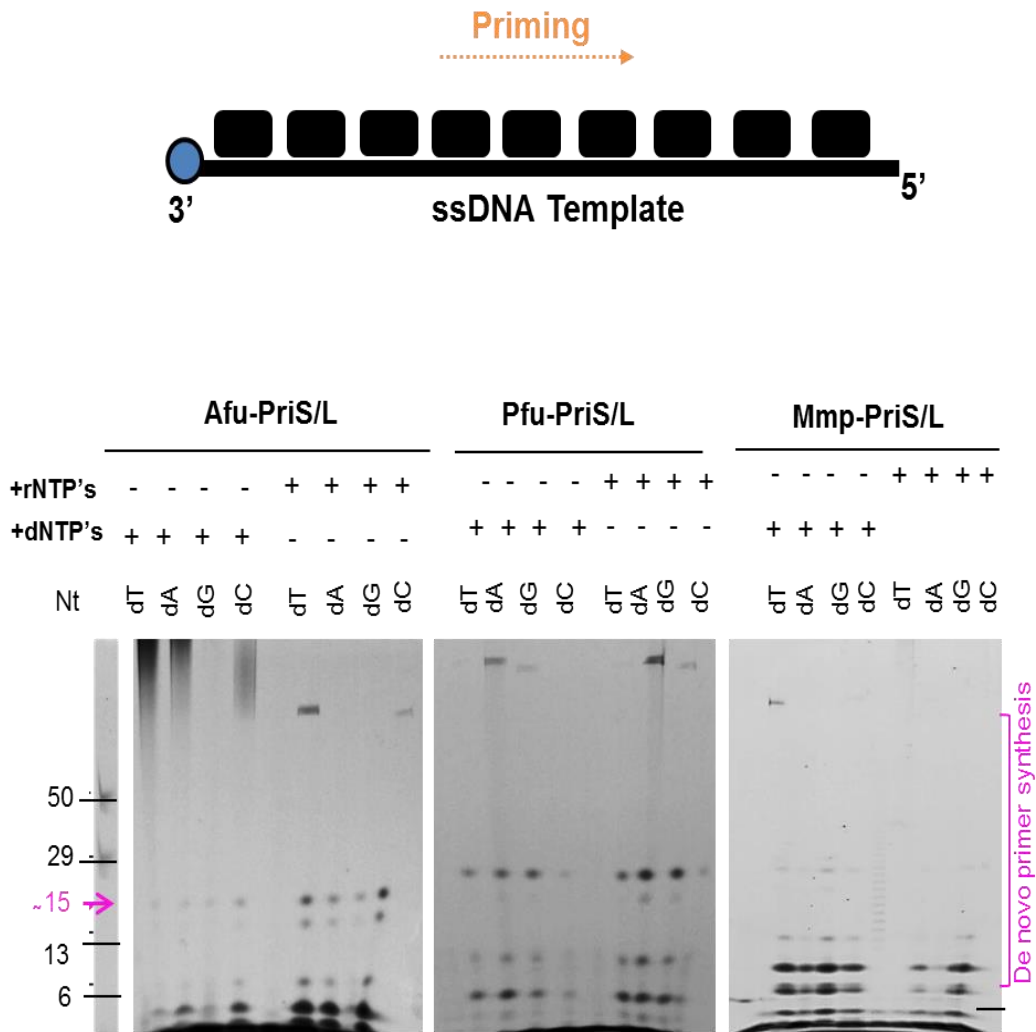 Priming
3’ 5’
ssDNA Template
Afu-PriS/L Pfu-PriS/L Mmp-PriS/L
+rNTP’s - - - - + + + + - - - - + + + + - - - - + + + +
+dNTP’s + + + + - - - - + + + + - - - - + + + +
Nt dT dA dG dC dT dA dG dC dT dA dG dC dT dA dG dC dT dA dG dC dT dA dG dC
50
29
~15
13
6
De novo primer synthesis